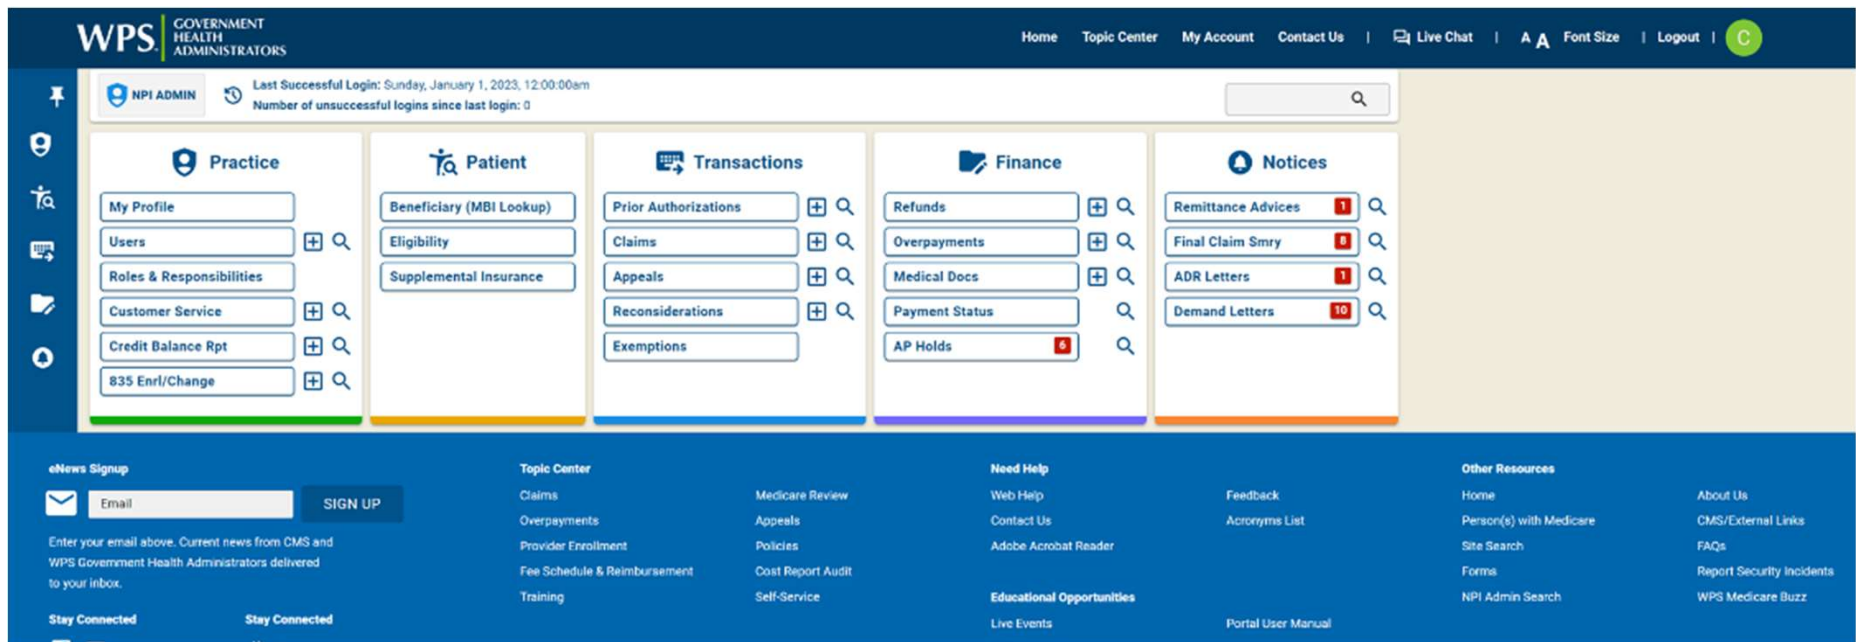 WPS. GOVERNMENT HEALTH ADMINISTRATORS
Home Topic Center My Account Contact Us | Live Chat | A A Font Size | Logout | C
NPI ADMIN
Last Successful Login: Sunday, January 1, 2023, 12:00:00am
Number of unsuccessful logins since last login: 0
Practice
My Profile
Users
Roles & Responsibilities
Customer Service
Credit Balance Rpt
835 Enrl/Change
Patient
Beneficiary (MBI Lookup)
Eligibility
Supplemental Insurance
Transactions
Prior Authorizations
Claims
Appeals
Reconsiderations
Exemptions
Finance
Refunds
Overpayments
Medical Docs
Payment Status
AP Holds 6
Notices
Remittance Advices 1
Final Claim Smry 8
ADR Letters 1
Demand Letters 10
eNews Signup
Email
SIGN UP
Enter your email above. Current news from CMS and
WPS Government Health Administrators delivered
to your inbox.
Stay Connected
Stay Connected
Topic Center
Claims
Overpayments
Provider Enrollment
Fee Schedule & Reimbursement
Training
Medicare Review
Appeals
Policies
Cost Report Audit
Self-Service
Need Help
Web Help
Contact Us
Adobe Acrobat Reader
Feedback
Acronyms List
Educational Opportunities
Live Events
Portal User Manual
Other Resources
Home
Person(s) with Medicare
Site Search
Forms
NPI Admin Search
About Us
CMS/External Links
FAQs
Report Security Incidents
WPS Medicare Buzz